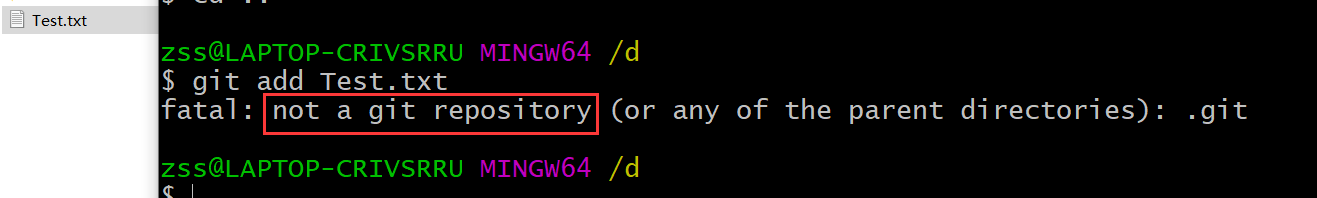 Test.txt
$ cd ..
zss@LAPTOP-CRIVSRRU MINGW64 /d
$ git add Test.txt
fatal: not a git repository (or any of the parent directories): .git
zss@LAPTOP-CRIVSRRU MINGW64 /d
$